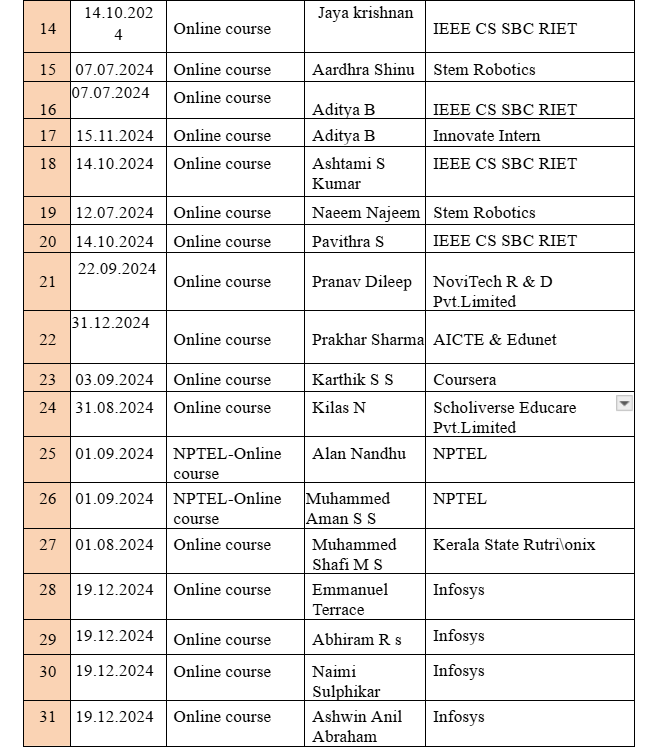 14 14.10.202 Online course Jaya krishnan IEEE CS SBC RIET
4
15 07.07.2024 Online course Aardhra Shinu Stem Robotics
16 07.07.2024 Online course Aditya B IEEE CS SBC RIET
17 15.11.2024 Online course Aditya B Innovate Intern
18 14.10.2024 Online course Ashtami S IEEE CS SBC RIET
Kumar
19 12.07.2024 Online course Naeem Najeem Stem Robotics
20 14.10.2024 Online course Pavithra S IEEE CS SBC RIET
21 22.09.2024 Online course Pranav Dileep NoviTech R & D
Pvt.Limited
22 31.12.2024 Online course Prakhar Sharma AICTE & Edunet
23 03.09.2024 Online course Karthik S S Coursera
24 31.08.2024 Online course Kilas N Scholiverse Educare
Pvt.Limited
25 01.09.2024 NPTEL-Online Alan Nandhu NPTEL
course
26 01.09.2024 NPTEL-Online Muhammed NPTEL
course Aman S S
27 01.08.2024 Online course Muhammed Kerala State Rutri\onix
Shafi M S
28 19.12.2024 Online course Emmanuel Infosys
Terrace
29 19.12.2024 Online course Abhiram R s Infosys
30 19.12.2024 Online course Naimi Infosys
Sulphikar
31 19.12.2024 Online course Ashwin Anil Infosys
Abraham